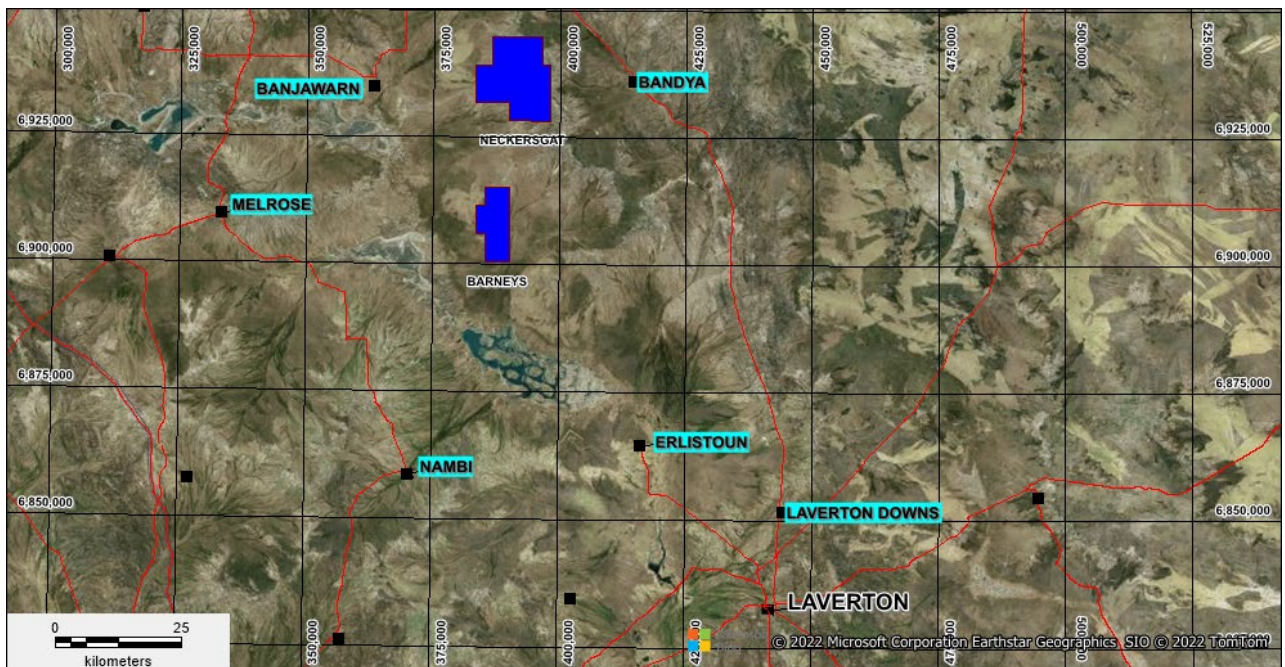 300,000
325,000
350,000
375,000
400,000
425,000
450,000
475,000
500,000
525,000
BANJAWARN
BANDYA
6,925,000
6,925,000
NECKERSGAT
MELROSE
6,900,000
6,900,000
BARNEYS
6,875,000
6,875,000
ERLISTOUN
NAMBI
6,850,000
6,850,000
LAVERTON DOWNS
LAVERTON
0 25
kilometers
350,000
375,000
400,000
© 2022 Microsoft Corporation Earthstar Geographics SIO © 2022 TomTom